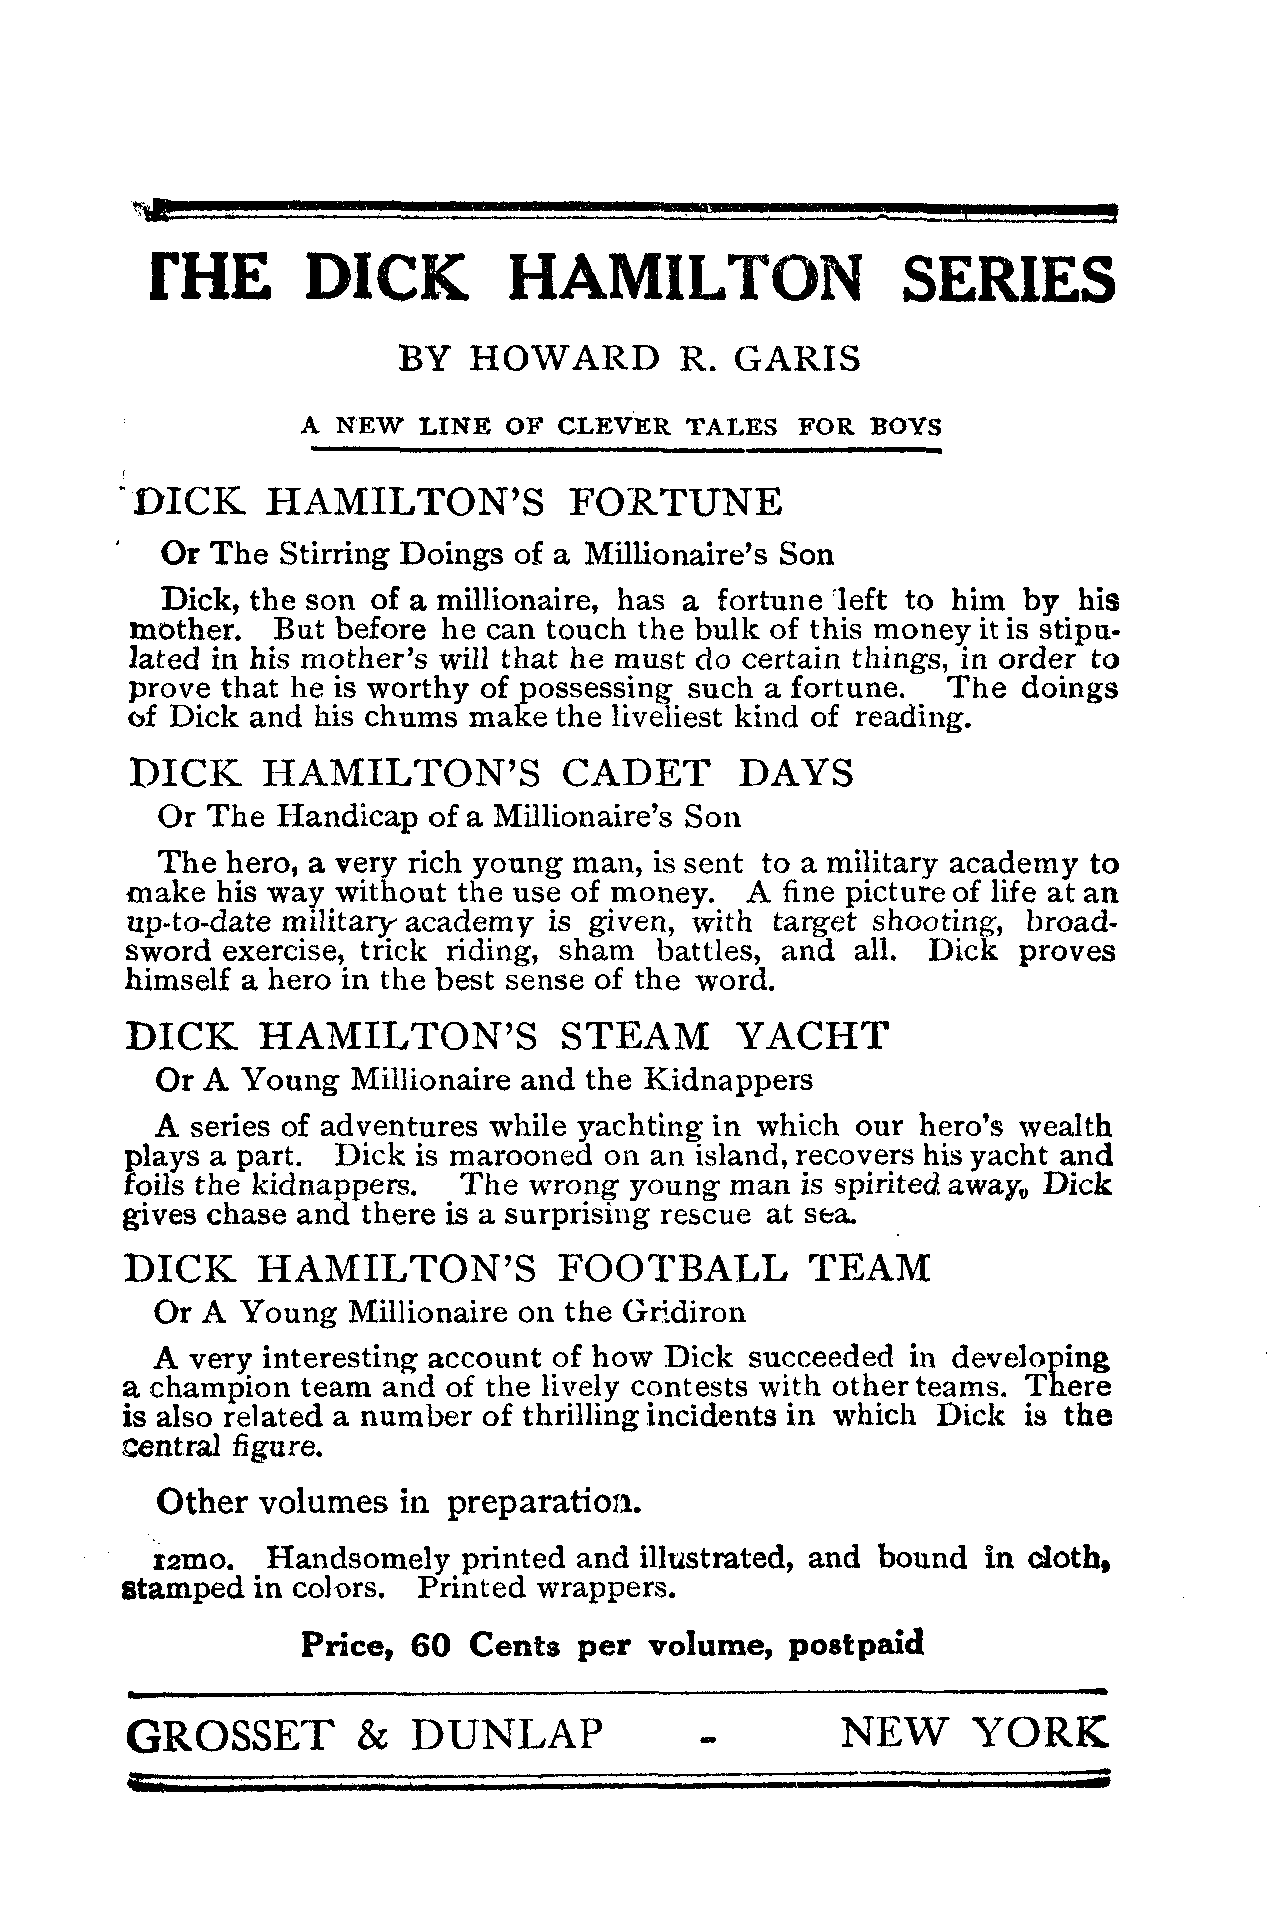 THE DICK HAMILTON SERIES
BY HOWARD R. GARIS
A NEW LINE OF CLEVER TALES FOR BOYS
DICK HAMILTON'S FORTUNE
Or The Stirring Doings of a Millionaire's Son
Dick, the son of a millionaire, has a fortune left to him by his
mother. But before he can touch the bulk of this money it is stipu-
lated in his mother's will that he must do certain things, in order to
prove that he is worthy of possessing such a fortune. The doings
of Dick and his chums make the liveliest kind of reading.
DICK HAMILTON'S CADET DAYS
Or The Handicap of a Millionaire's Son
The hero, a very rich young man, is sent to a military academy to
make his way without the use of money. A fine picture of life at an
up-to-date military academy is given, with target shooting, broad-
sword exercise, trick riding, sham battles, and all. Dick proves
himself a hero in the best sense of the word.
DICK HAMILTON'S STEAM YACHT
Or A Young Millionaire and the Kidnappers
A series of adventures while yachting in which our hero's wealth
plays a part. Dick is marooned on an island, recovers his yacht and
foils the kidnappers. The wrong young man is spirited away, Dick
gives chase and there is a surprising rescue at sea.
DICK HAMILTON'S FOOTBALL TEAM
Or A Young Millionaire on the Gridiron
A very interesting account of how Dick succeeded in developing
a champion team and of the lively contests with other teams. There
is also related a number of thrilling incidents in which Dick is the
central figure.
Other volumes in preparation.
12mo. Handsomely printed and illustrated, and bound in cloth,
stamped in colors. Printed wrappers.
Price, 60 Cents per volume, postpaid
GROSSET & DUNLAP - NEW YORK